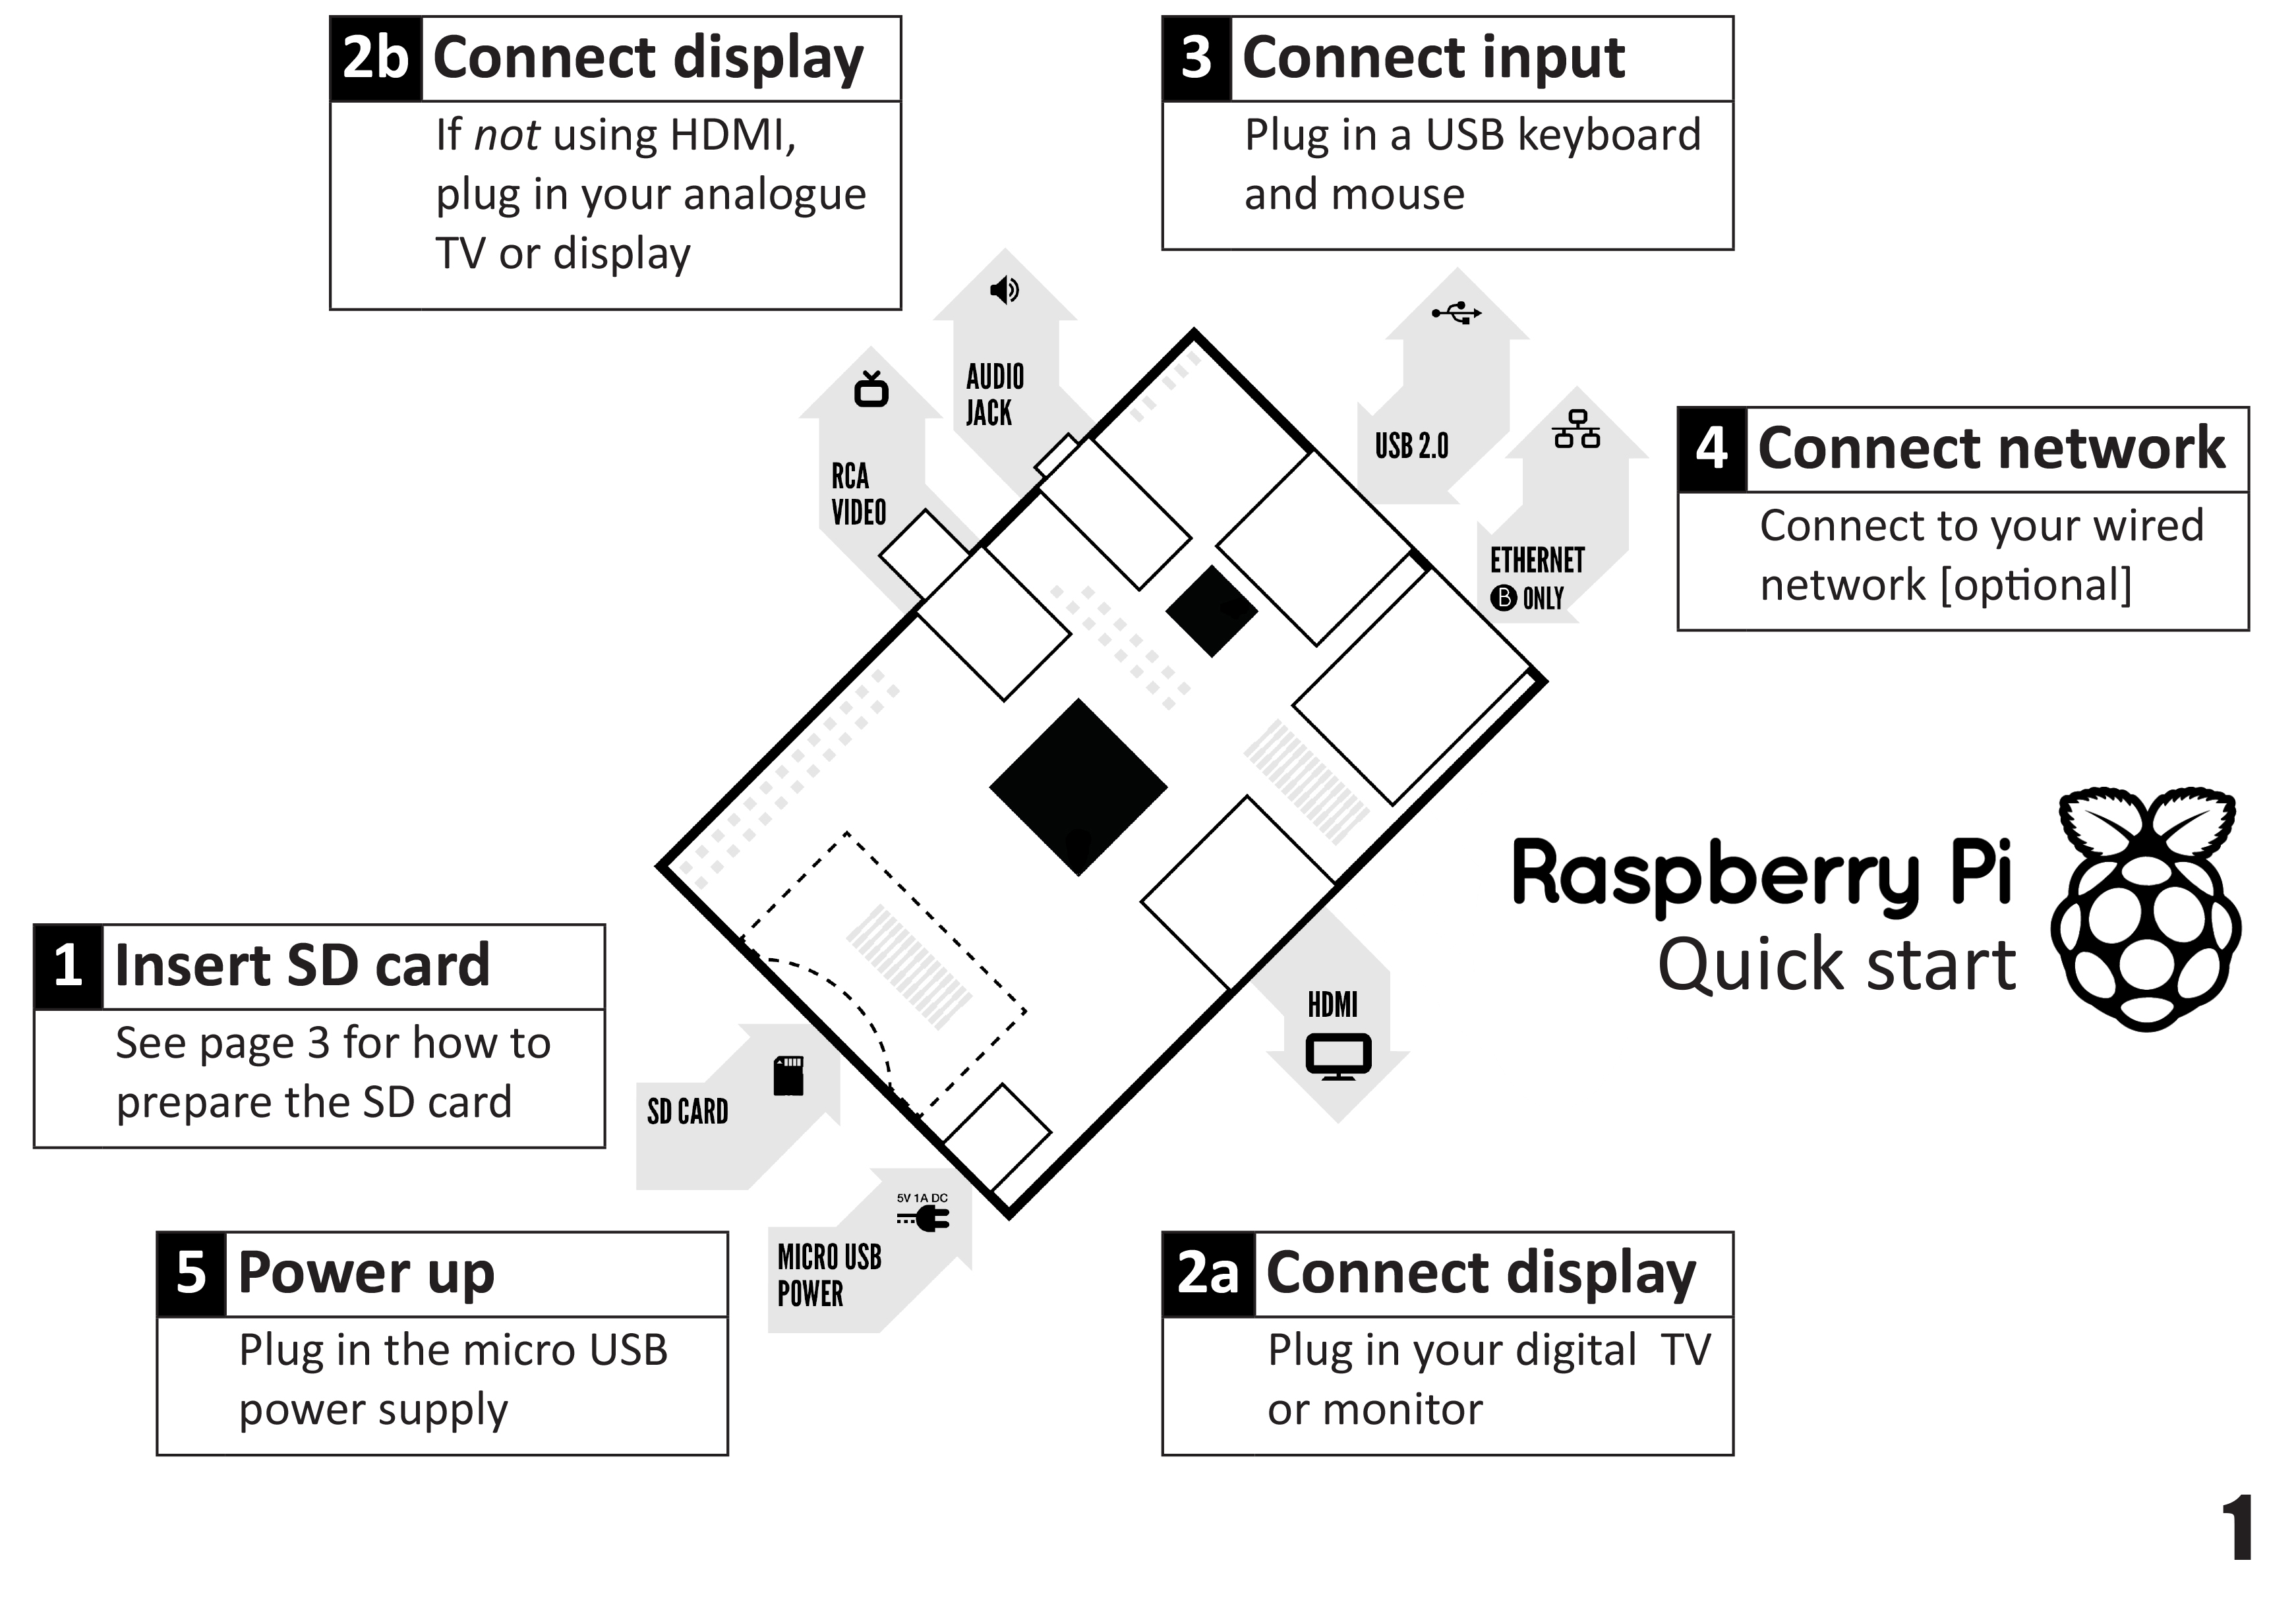 2b Connect display
If not using HDMI,
plug in your analogue
TV or display
3 Connect input
Plug in a USB keyboard
and mouse
AUDIO
JACK
RCA
VIDEO
USB 2.0
ETHERNET
B ONLY
4 Connect network
Connect to your wired
network [optional]
Raspberry Pi
Quick start
1 Insert SD card
See page 3 for how to
prepare the SD card
SD CARD
HDMI
5V 1A DC
MICRO USB
POWER
5 Power up
Plug in the micro USB
power supply
2a Connect display
Plug in your digital  TV
or monitor
1